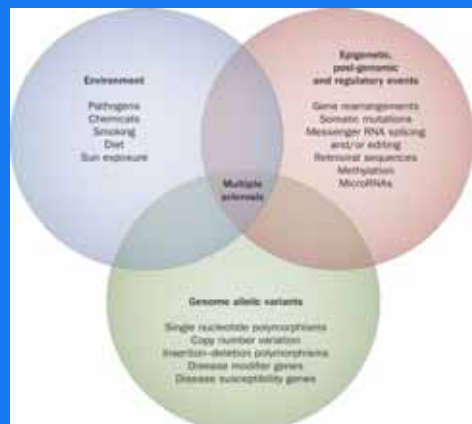 Environment
Pathogens
Chemicals
Smoking
Diet
Sun exposure
Epigenetic,
post-genomic
and regulatory events
Gene rearrangements
Somatic mutations
Messenger RNA splicing
and/or editing
Retroviral sequences
Methylation
MicroRNAs
Multiple
sclerosis
Genome allelic variants
Single nucleotide polymorphisms
Copy number variation
Insertion–deletion polymorphisms
Disease modifier genes
Disease susceptibility genes